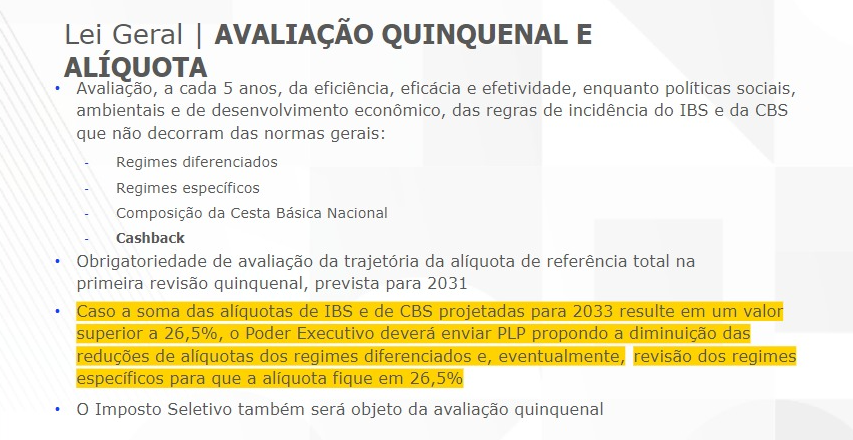 Lei Geral | AVALIAÇÃO QUINQUENAL E
ALÍQUOTA
• Avaliação, a cada 5 anos, da eficiência, eficácia e efetividade, enquanto políticas sociais,
ambientais e de desenvolvimento econômico, das regras de incidência do IBS e da CBS
que não decorram das normas gerais:
- Regimes diferenciados
- Regimes específicos
- Composição da Cesta Básica Nacional
- Cashback
• Obrigatoriedade de avaliação da trajetória da alíquota de referência total na
primeira revisão quinquenal, prevista para 2031
• Caso a soma das alíquotas de IBS e de CBS projetadas para 2033 resulte em um valor
superior a 26,5%, o Poder Executivo deverá enviar PLP propondo a diminuição das
reduções de alíquotas dos regimes diferenciados e, eventualmente, revisão dos regimes
específicos para que a alíquota fique em 26,5%
• O Imposto Seletivo também será objeto da avaliação quinquenal